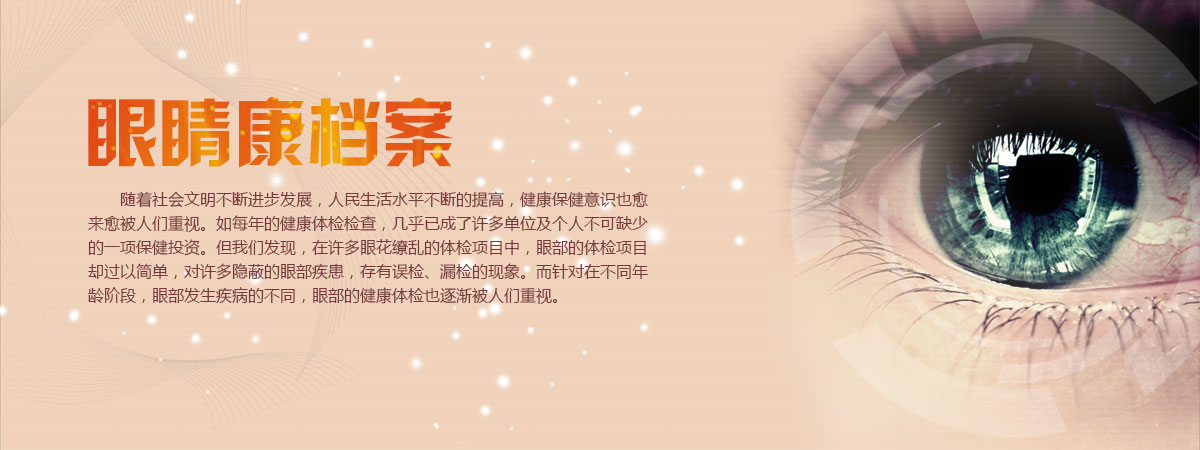 眼睛康档案
随着社会文明不断进步发展，人民生活水平不断的提高，健康保健意识也愈
来愈被人们重视。如每年的健康体检检查，几乎已成了许多单位及个人不可缺少
的一项保健投资。但我们发现，在许多眼花缭乱的体检项目中，眼部的体检项目
却过以简单，对许多隐蔽的眼部疾患，存有误检、漏检的现象。而针对在不同年
龄阶段，眼部发生疾病的不同，眼部的健康体检也逐渐被人们重视。